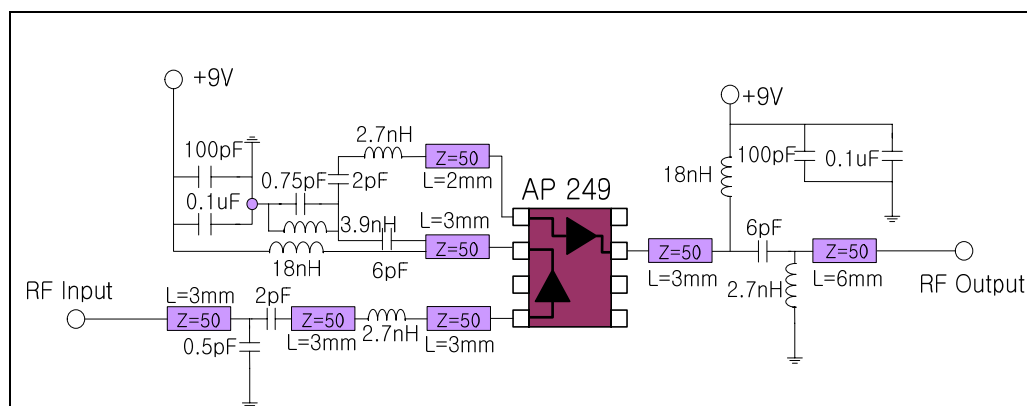 +9V
+9V
2.7nH
100pF
Z=50
100pF
0.1uF
0.75pF
2pF
L=2mm
AP 249
18nH
0.1uF
3.9nH
L=3mm
Z=50
6pF
18nH
6pF
Z=50
Z=50
L=3mm
L=6mm
RF Input
L=3mm
2pF
2.7nH
RF Output
Z=50
Z=50
Z=50
0.5pF
L=3mm
2.7nH
L=3mm